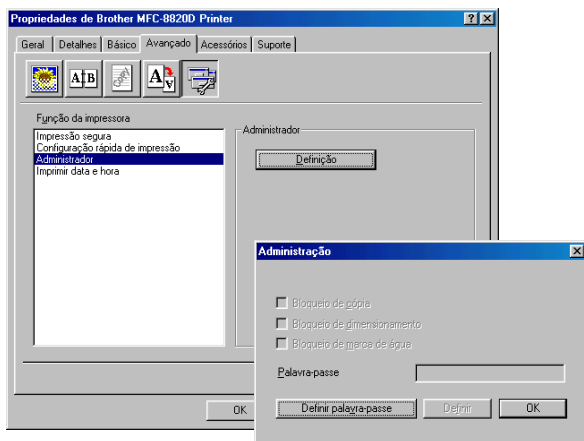 Propriedades de Brother MFC-8820D Printer
Geral Detalhes Básico Avançado Acessórios Suporte
A B
A A
Função da impressora
Impressão segura
Configuração rápida de impressão
Administrador
Imprimir data e hora
Administrador
Definição
OK
Administração
Bloqueio de cópia
Bloqueio de dimensionamento
Bloqueio de marca de água
Palavra-passe
Definir palavra-passe Definir OK